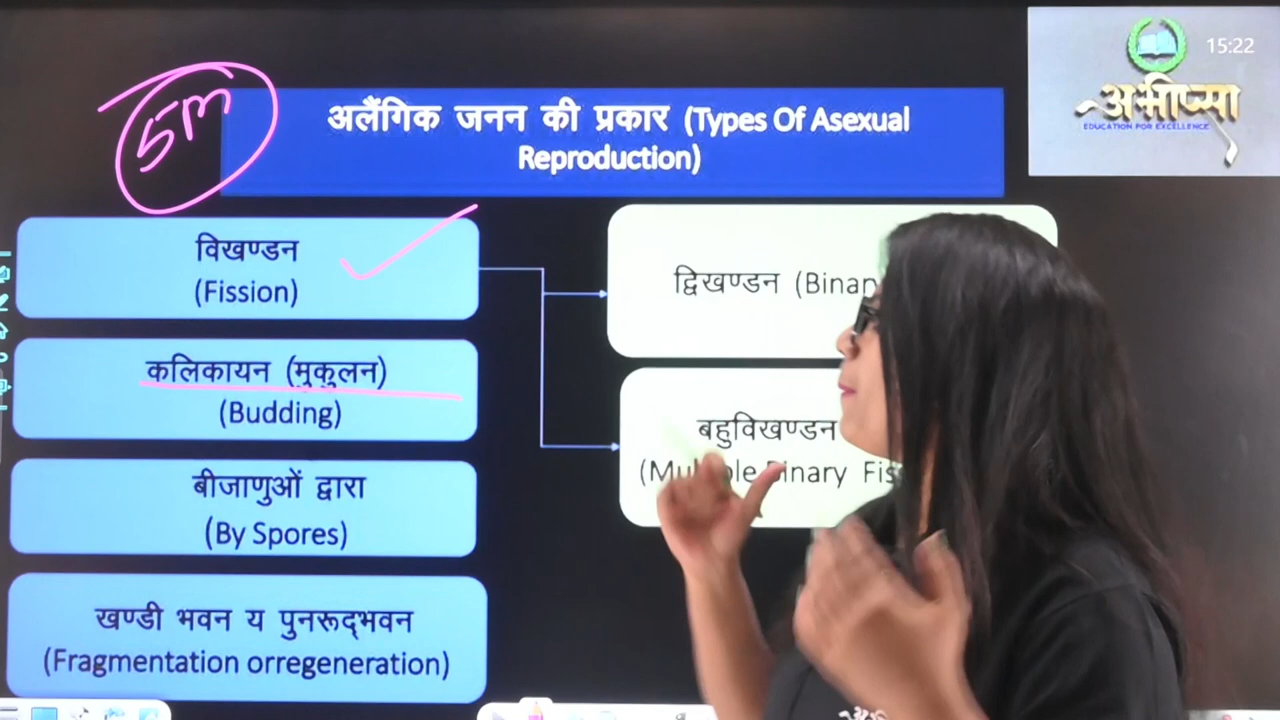 15:22
अभीप्सा
EDUCATION FOR EXCELLENCE
5m
अलैंगिक जनन की प्रकार (Types Of Asexual
Reproduction)
विखण्डन
(Fission)
कलिकायन (मुकुलन)
(Budding)
बीजाणुओं द्वारा
(By Spores)
खण्डी भवन य पुनरूद्भवन
(Fragmentation orregeneration)
द्विखण्डन
बहुविखण्डन
Binary